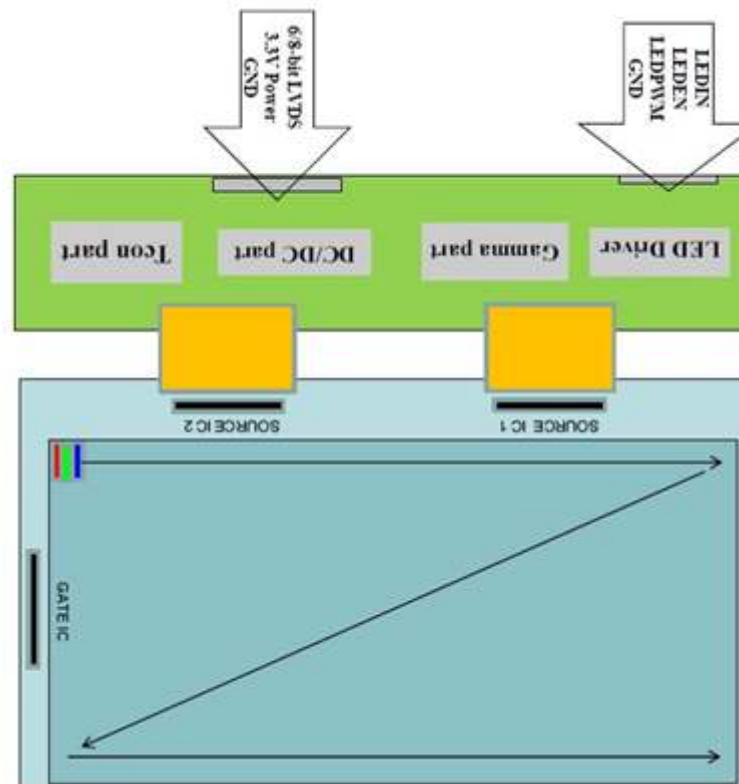 6/8-bit LVDS
3.3V Power
GND
LEDIN
LEDEN
LEDPWM
GND
Tcon part
DC/DC part
Gamma part
LED Driver
SOURCE IC 2
SOURCE IC 1
GATE IC